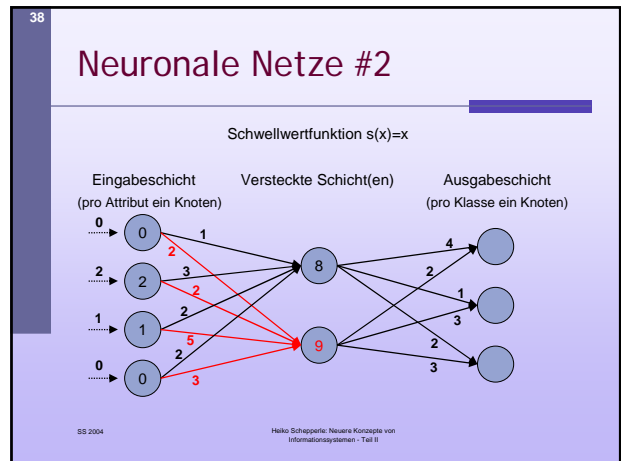 38
Neuronale Netze #2
Schwellwertfunktion s(x)=x
Eingabeschicht
(pro Attribut ein Knoten)
Versteckte Schicht(en)
Ausgabeschicht
(pro Klasse ein Knoten)
0
0
1
2
4
2
2
2
3
2
8
1
1
1
2
5
3
0
0
2
3
9
2
3
SS 2004
Heiko Schepperle: Neuere Konzepte von
Informationssystemen - Teil II